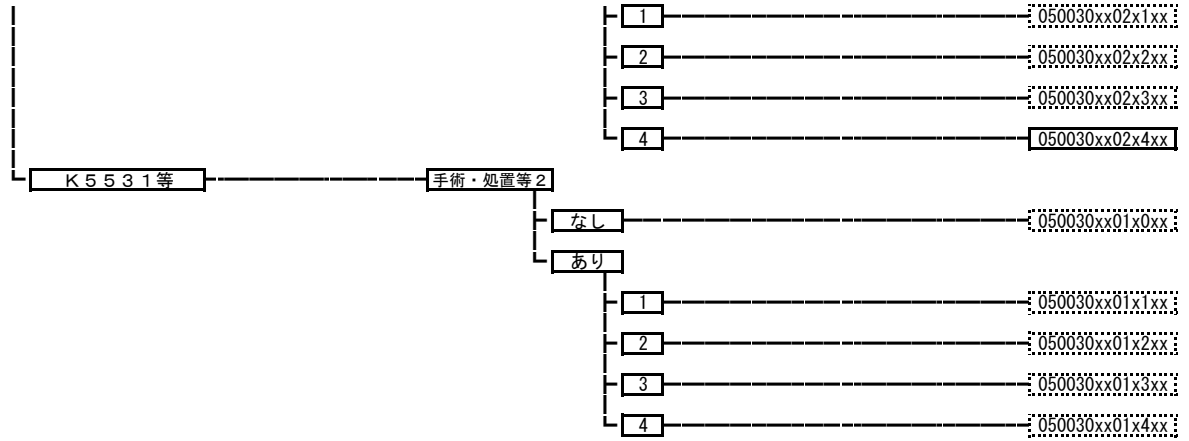 1 050030xx02x1xx
2 050030xx02x2xx
3 050030xx02x3xx
4 050030xx02x4xx
Ｋ５５３１等 手術・処置等２
なし 050030xx01x0xx
あり
1 050030xx01x1xx
2 050030xx01x2xx
3 050030xx01x3xx
4 050030xx01x4xx